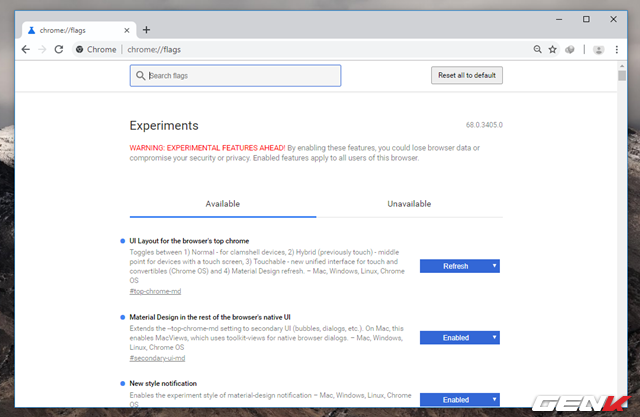 chrome://flags
Chrome | chrome://flags
Search flags
Reset all to default
Experiments
68.0.3405.0
WARNING: EXPERIMENTAL FEATURES AHEAD! By enabling these features, you could lose browser data or
compromise your security or privacy. Enabled features apply to all users of this browser.
Available
Unavailable
UI Layout for the browser's top chrome
Toggles between 1) Normal - for clamshell devices, 2) Hybrid (previously touch) - middle
point for devices with a touch screen, 3) Touchable - new unified interface for touch and
convertibles (Chrome OS) and 4) Material Design refresh. – Mac, Windows, Linux, Chrome
OS
#top-chrome-md
Refresh
Material Design in the rest of the browser's native UI
Extends the --top-chrome-md setting to secondary UI (bubbles, dialogs, etc.). On Mac, this
enables MacViews, which uses toolkit-views for native browser dialogs. – Mac, Windows,
Linux, Chrome OS
#secondary-ui-md
Enabled
New style notification
Enables the experiment style of material-design notification – Mac, Windows, Linux, Chrome
OS
Enabled
GENK